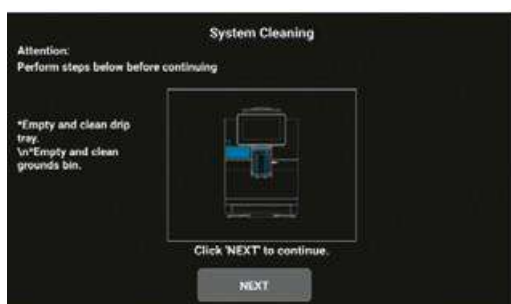 System Cleaning
Attention:
Perform steps below before continuing
*Empty and clean drip
tray.
\n*Empty and clean
grounds bin.
Click 'NEXT' to continue.
NEXT